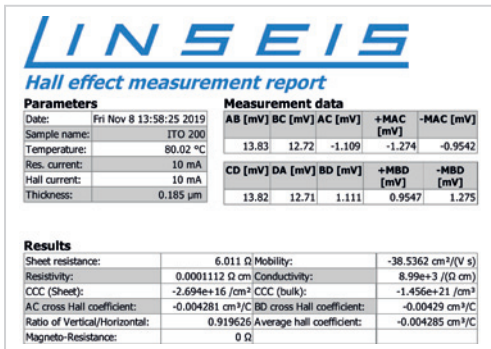 LINSEIS
Hall effect measurement report
Parameters
Date: Fri Nov 8 13:58:25 2019
Sample name: ITO 200
Temperature: 80.02 °C
Res. current: 10 mA
Hall current: 10 mA
Thickness: 0.185 µm
Measurement data
AB [mV] BC [mV] AC [mV] +MAC [mV] -MAC [mV]
13.83 12.72 -1.109 -1.274 -0.9542
CD [mV] DA [mV] BD [mV] +MBD [mV] -MBD [mV]
13.82 12.71 1.111 0.9547 1.275
Results
Sheet resistance: 6.011 Ω Mobility: -38.5362 cm²/(V s)
Resistivity: 0.0001112 Ω cm Conductivity: 8.99e+3 /(Ω cm)
CCC (Sheet): -2.694e+16 /cm² CCC (bulk): -1.456e+21 /cm³
AC cross Hall coefficient: -0.004281 cm³/C BD cross Hall coefficient: -0.00429 cm³/C
Ratio of Vertical/Horizontal: 0.919626 Average hall coefficient: -0.004285 cm³/C
Magneto-Resistance: 0 Ω